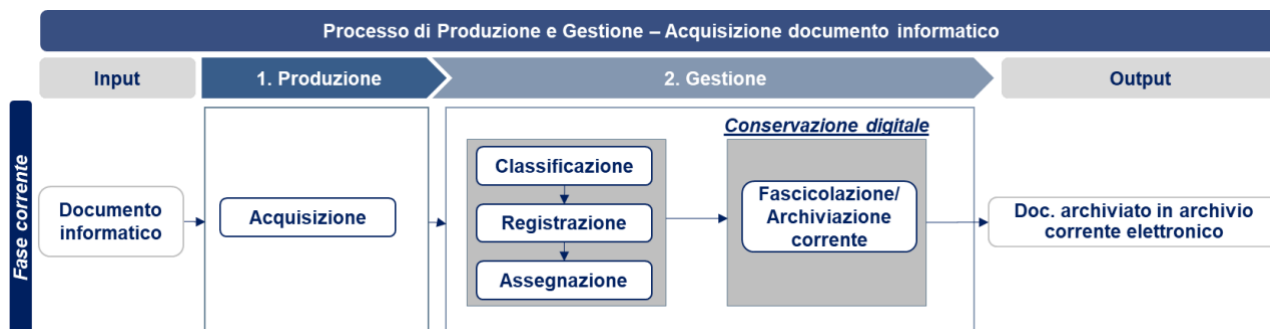 Processo di Produzione e Gestione – Acquisizione documento informatico
Input
1. Produzione
2. Gestione
Output
Fase corrente
Documento
informatico
Acquisizione
Classificazione
Registrazione
Assegnazione
Conservazione digitale
Fascicolazione/
Archiviazione
corrente
Doc. archiviato in archivio
corrente elettronico